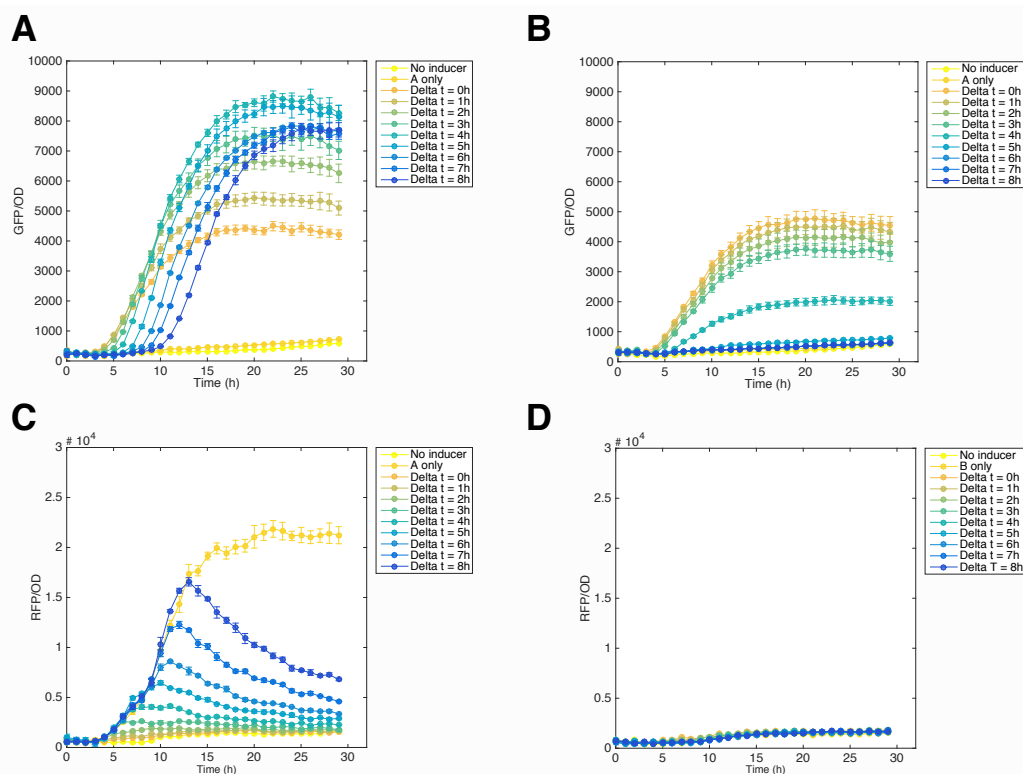 A
10000
9000
8000
7000
6000
5000
4000
3000
2000
1000
0
GFP/OD
0 5 10 15 20 25 30
Time (h)
No inducer
A only
Delta t = 0h
Delta t = 1h
Delta t = 2h
Delta t = 3h
Delta t = 4h
Delta t = 5h
Delta t = 6h
Delta t = 7h
Delta t = 8h
B
10000
9000
8000
7000
6000
5000
4000
3000
2000
1000
0
GFP/OD
0 5 10 15 20 25 30
Time (h)
No inducer
A only
Delta t = 0h
Delta t = 1h
Delta t = 2h
Delta t = 3h
Delta t = 4h
Delta t = 5h
Delta t = 6h
Delta t = 7h
Delta t = 8h
C
# 10^4
3
2.5
2
1.5
1
0.5
0
RFP/OD
0 5 10 15 20 25 30
Time (h)
No inducer
A only
Delta t = 0h
Delta t = 1h
Delta t = 2h
Delta t = 3h
Delta t = 4h
Delta t = 5h
Delta t = 6h
Delta t = 7h
Delta t = 8h
D
# 10^4
3
2.5
2
1.5
1
0.5
0
RFP/OD
0 5 10 15 20 25 30
Time (h)
No inducer
B only
Delta t = 0h
Delta t = 1h
Delta t = 2h
Delta t = 3h
Delta t = 4h
Delta t = 5h
Delta t = 6h
Delta t = 7h
Delta T = 8h